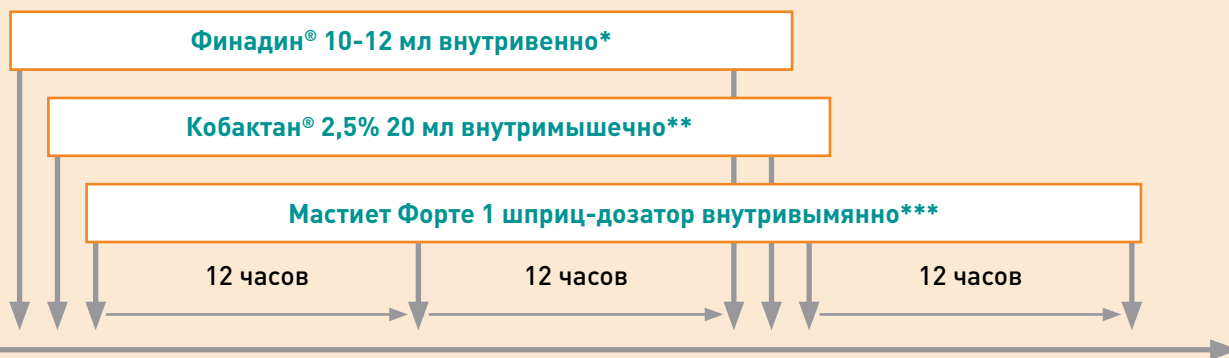 Финадин® 10-12 мл внутривенно*
Кобактан® 2,5% 20 мл внутримышечно**
Мастиет Форте 1 шприц-дозатор внутривымянно***
12 часов 12 часов 12 часов